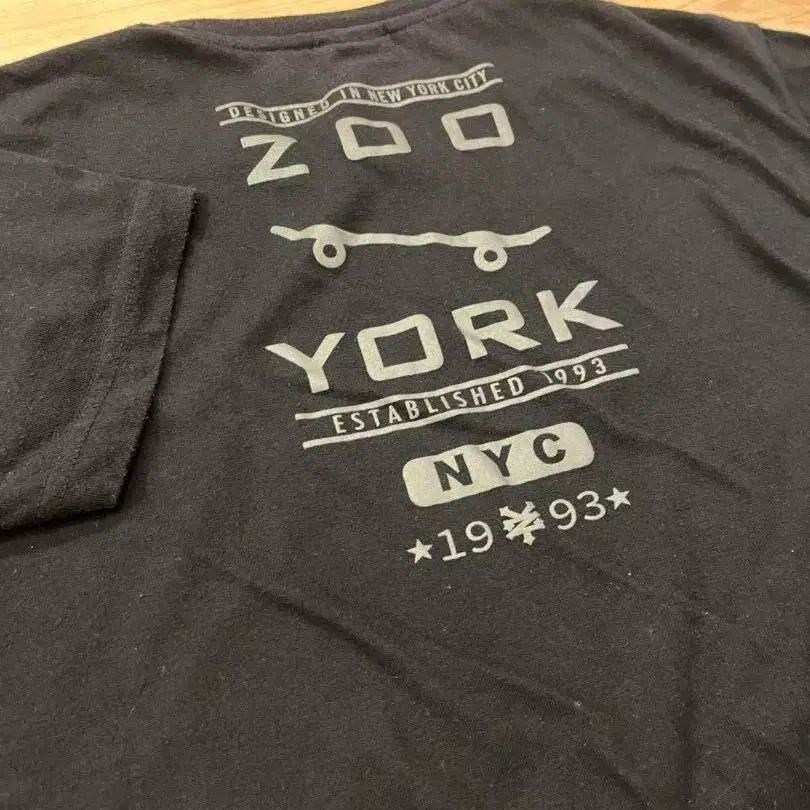 DESIGNED IN NEW YORK CITY
ZOO
YORK
ESTABLISHED 1993
NYC
★19 93★